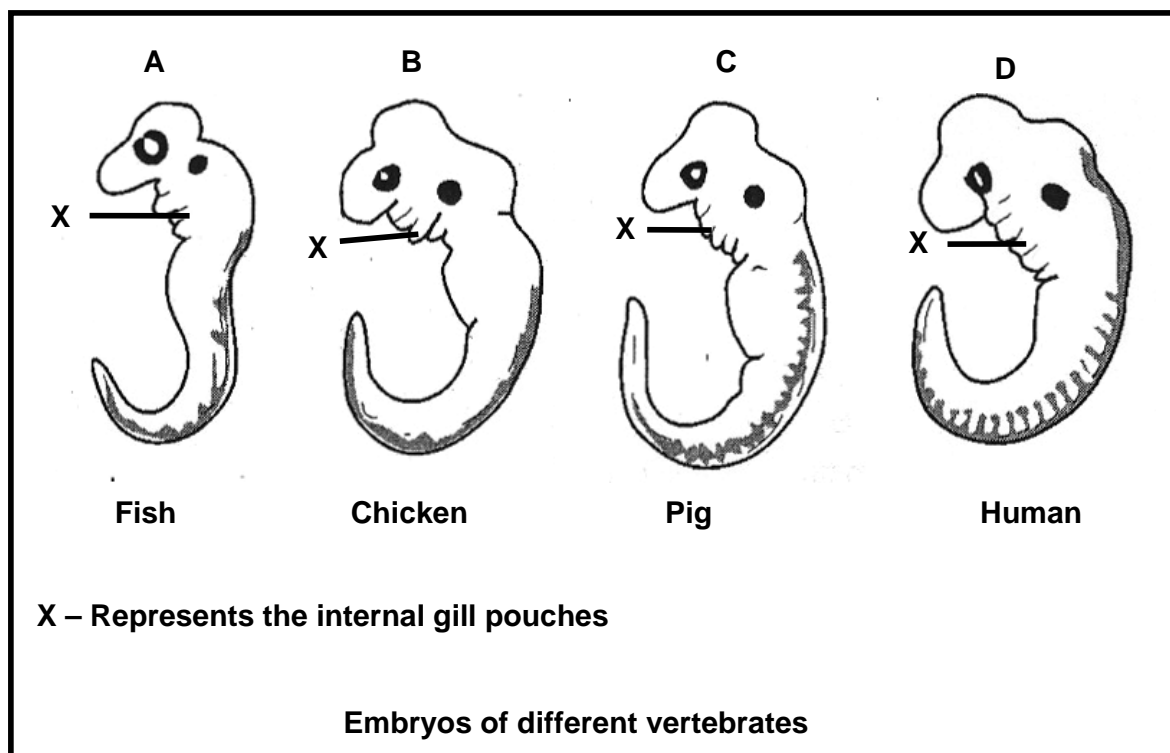 A B C D
X X X X
Fish Chicken Pig Human
X – Represents the internal gill pouches
Embryos of different vertebrates